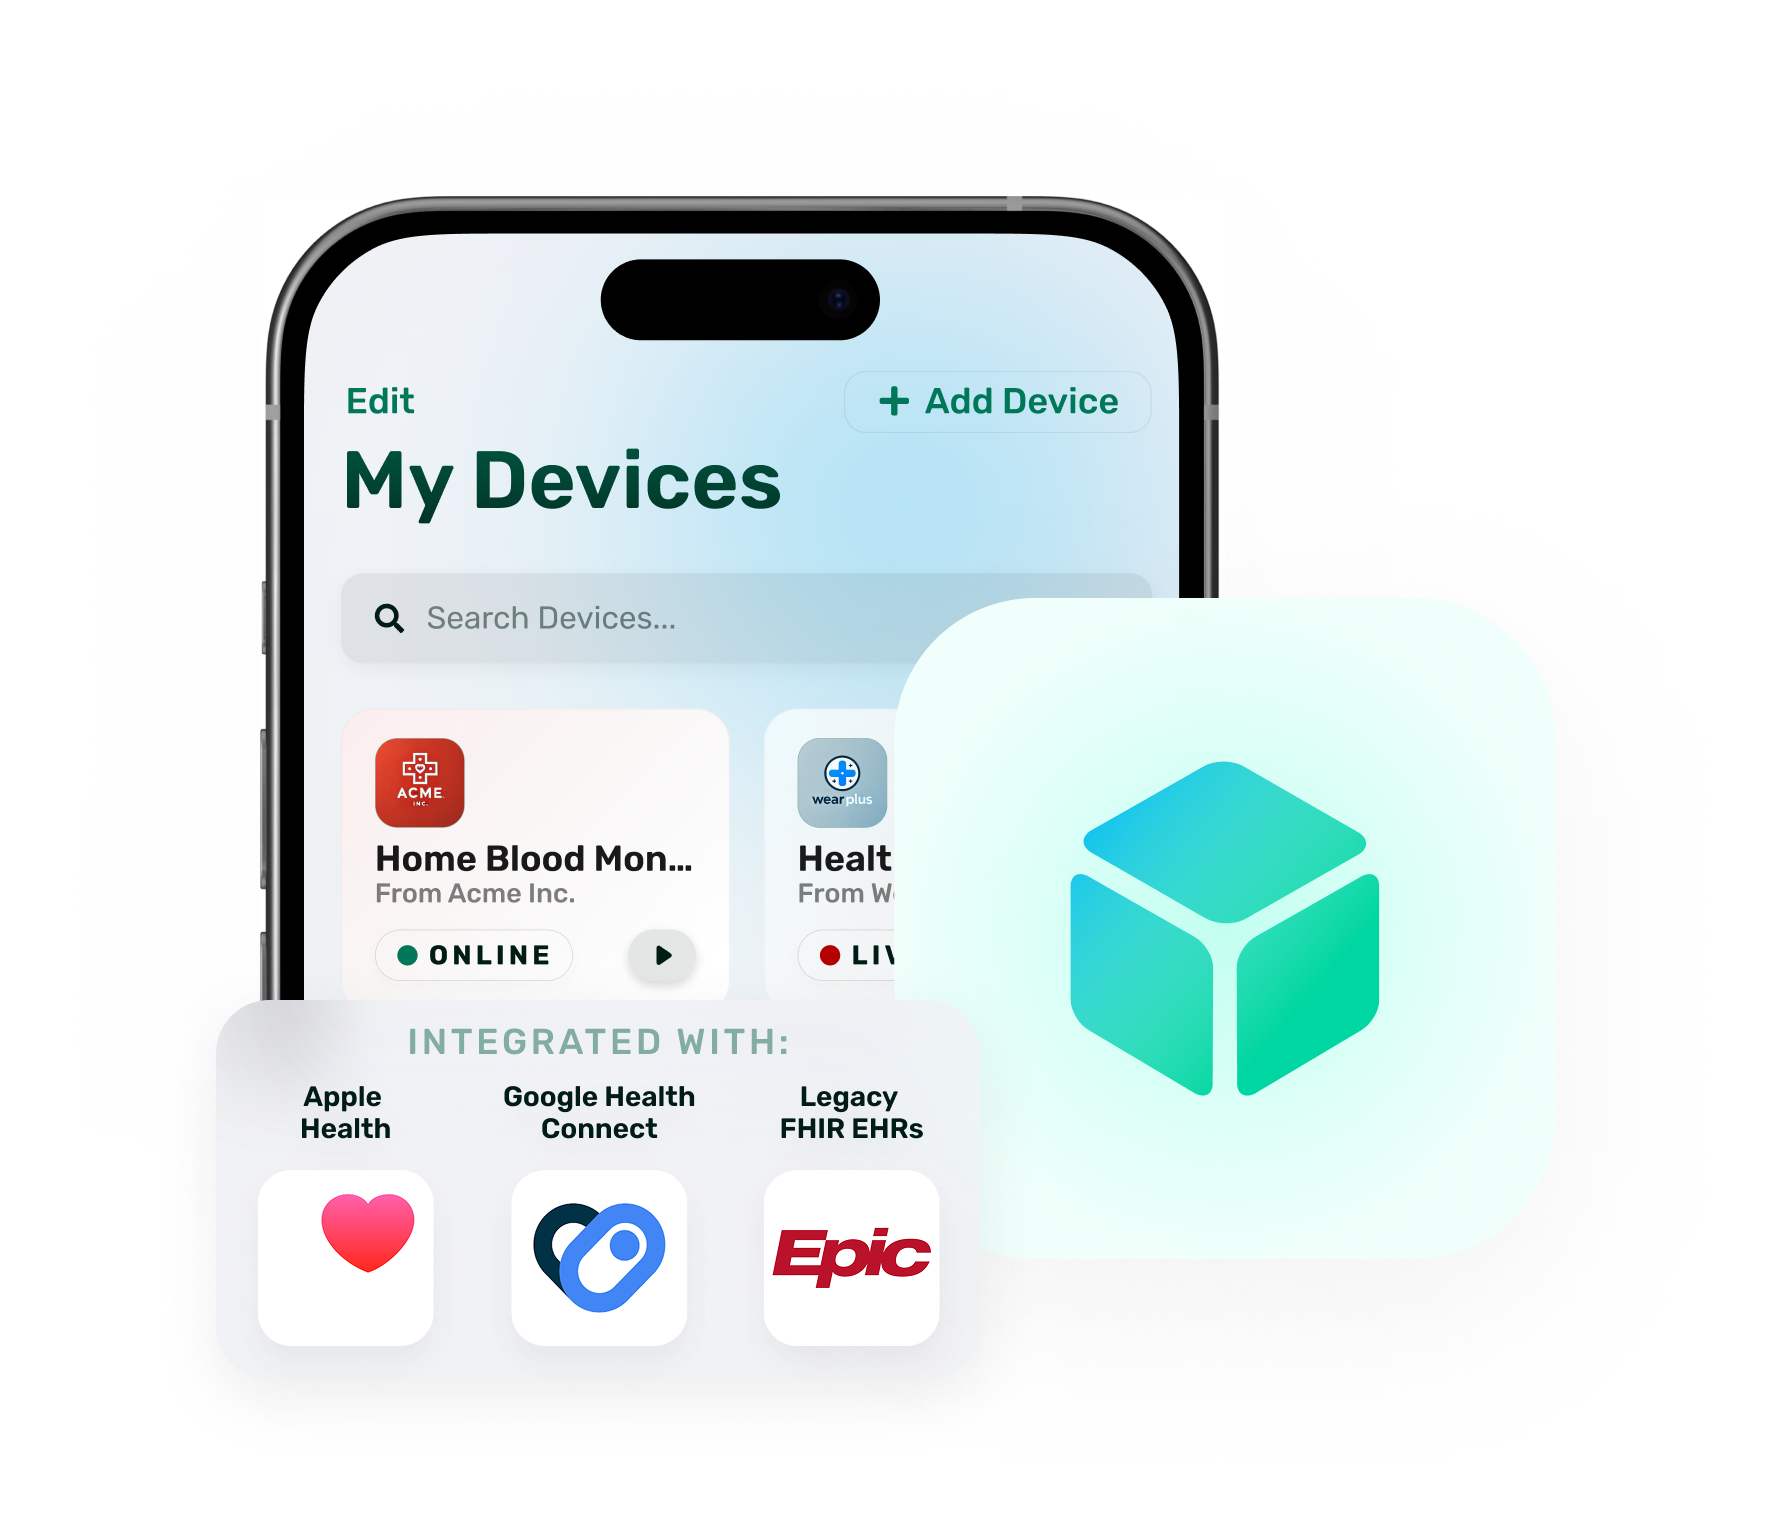 Edit
+ Add Device
My Devices
Search Devices...
ACME
INC.
wearplus
Home Blood Mon...
Healt
From Acme Inc.
From We
ONLINE
LIV
INTEGRATED WITH:
Apple
Health
Google Health
Connect
Legacy
FHIR EHRs
Epic